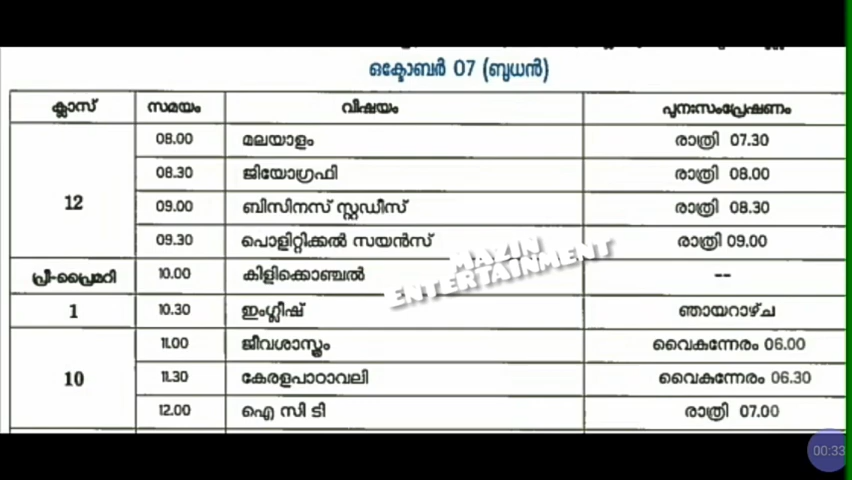 ഒക്ടോബർ 07 (ബുധൻ)
ക്ലാസ് സമയം വിഷയം പുനഃസംപ്രേഷണം
12 08.00 മലയാളം രാത്രി 07.30
08.30 ജിയോഗ്രഫി രാത്രി 08.00
09.00 ബിസിനസ് സ്റ്റഡീസ് രാത്രി 08.30
09.30 പൊളിറ്റിക്കൽ സയൻസ് രാത്രി 09.00
പ്രീ-പ്രൈമറി 10.00 കിളിക്കൊഞ്ചൽ --
1 10.30 ഇംഗ്ലീഷ് ഞായറാഴ്ച
10 11.00 ജീവശാസ്ത്രം വൈകുന്നേരം 06.00
11.30 കേരളപാഠാവലി വൈകുന്നേരം 06.30
12.00 ഐ സി ടി രാത്രി 07.00
MAZIN
ENTERTAINMENT
00:33